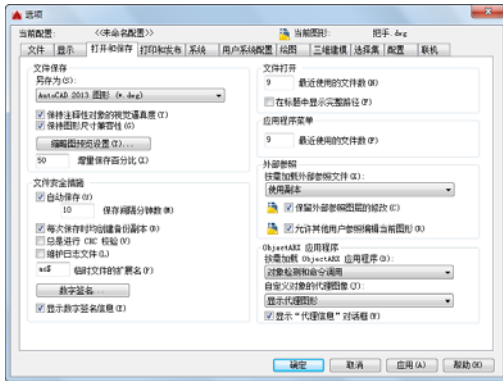 选项
当前配置: <<未命名配置>> 当前图形: 把手.dwg
文件 显示 打开和保存 打印和发布 系统 用户系统配置 绘图 三维建模 选择集 配置 联机
文件保存
另存为(S):
AutoCAD 2013 图形 (*.dwg)
保持注释性对象的视觉逼真度(T)
保持图形尺寸兼容性(G)
缩略图预览设置(T)...
50 增量保存百分比(I)
文件安全措施
自动保存(U)
10 保存间隔分钟数(M)
每次保存时均创建备份副本(B)
总是进行 CRC 校验(V)
维护日志文件(L)
ac$ 临时文件的扩展名(P)
数字签名...
显示数字签名信息(E)
文件打开
9 最近使用的文件数(N)
在标题中显示完整路径(F)
应用程序菜单
9 最近使用的文件数(F)
外部参照
按需加载外部参照文件(X):
使用副本
保留外部参照图层的修改(C)
允许其他用户参照编辑当前图形(R)
ObjectARX 应用程序
按需加载 ObjectARX 应用程序(D):
对象检测和命令调用
自定义对象的代理图像(J):
显示代理图形
显示“代理信息”对话框(W)
确定 取消 应用(A) 帮助(H)